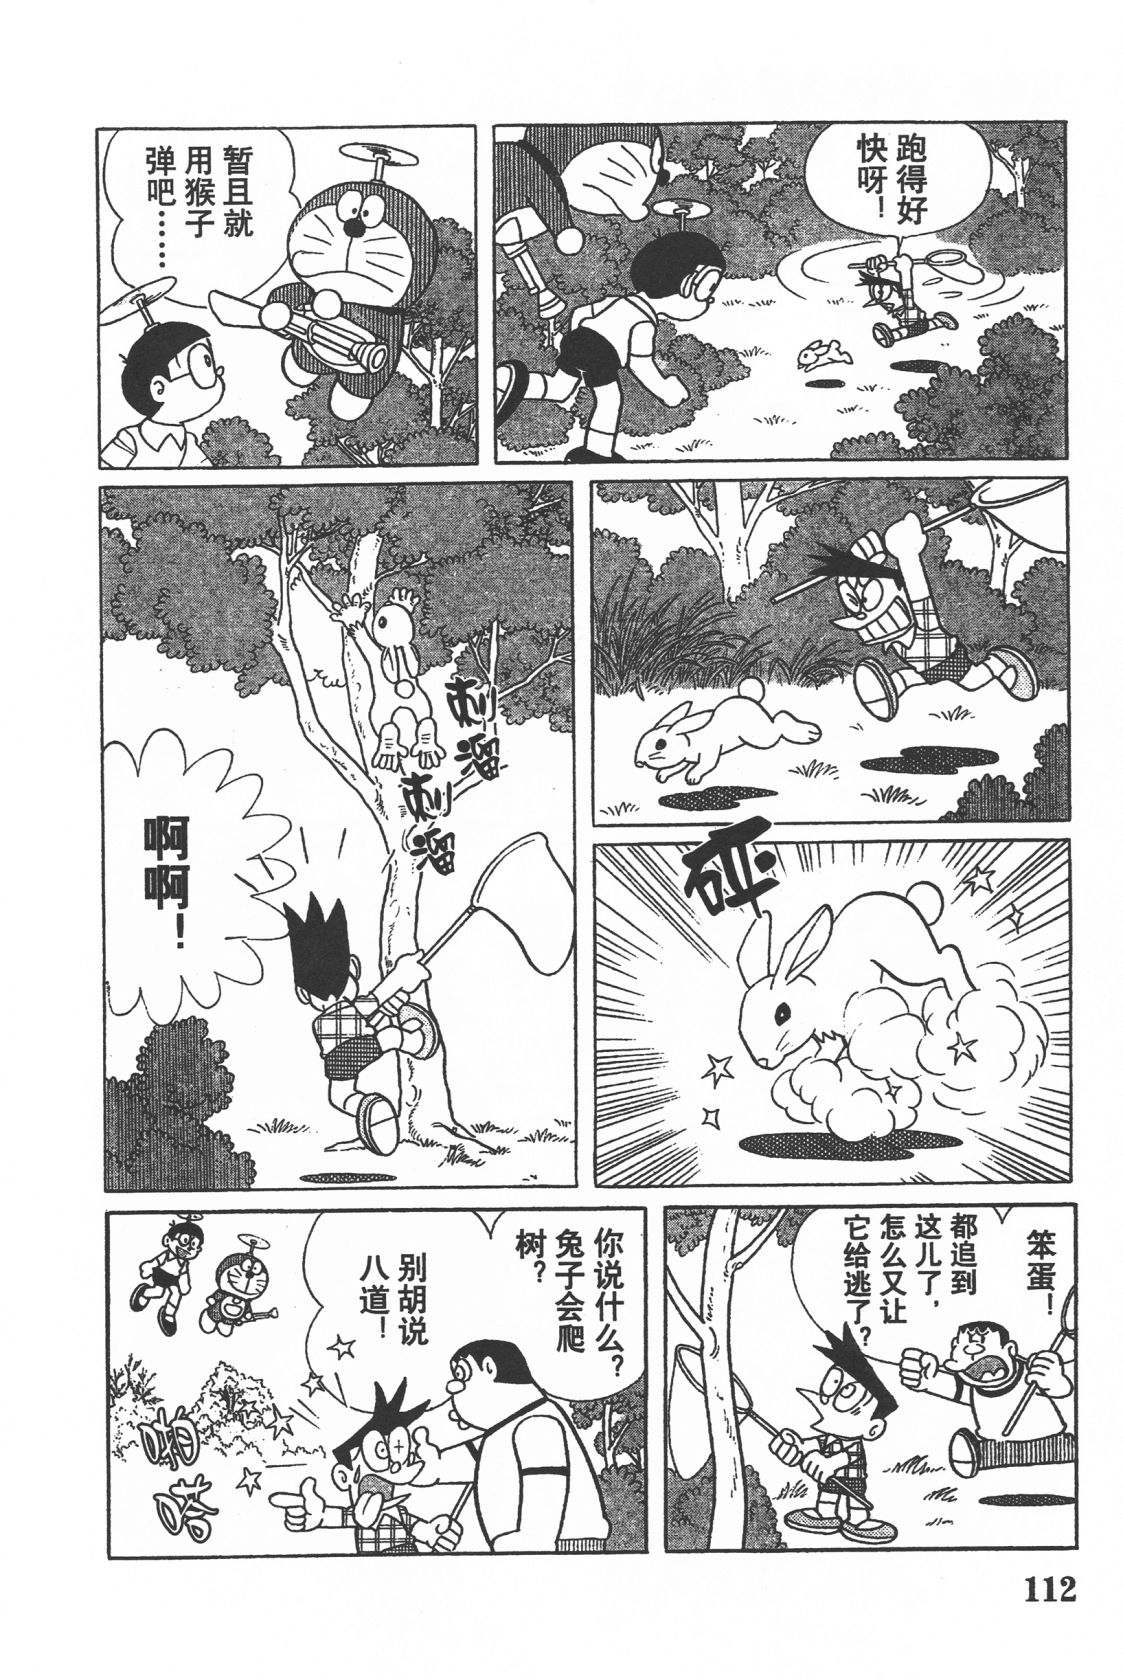 跑得好
快呀！
暂且就
用猴子
弹吧……
砰
刺溜
刺溜
啊啊！
笨蛋！
都追到
这儿了，
怎么又让
它给逃了？
你说什么？
兔子会爬
树？
别胡说
八道！
啪嗒
112